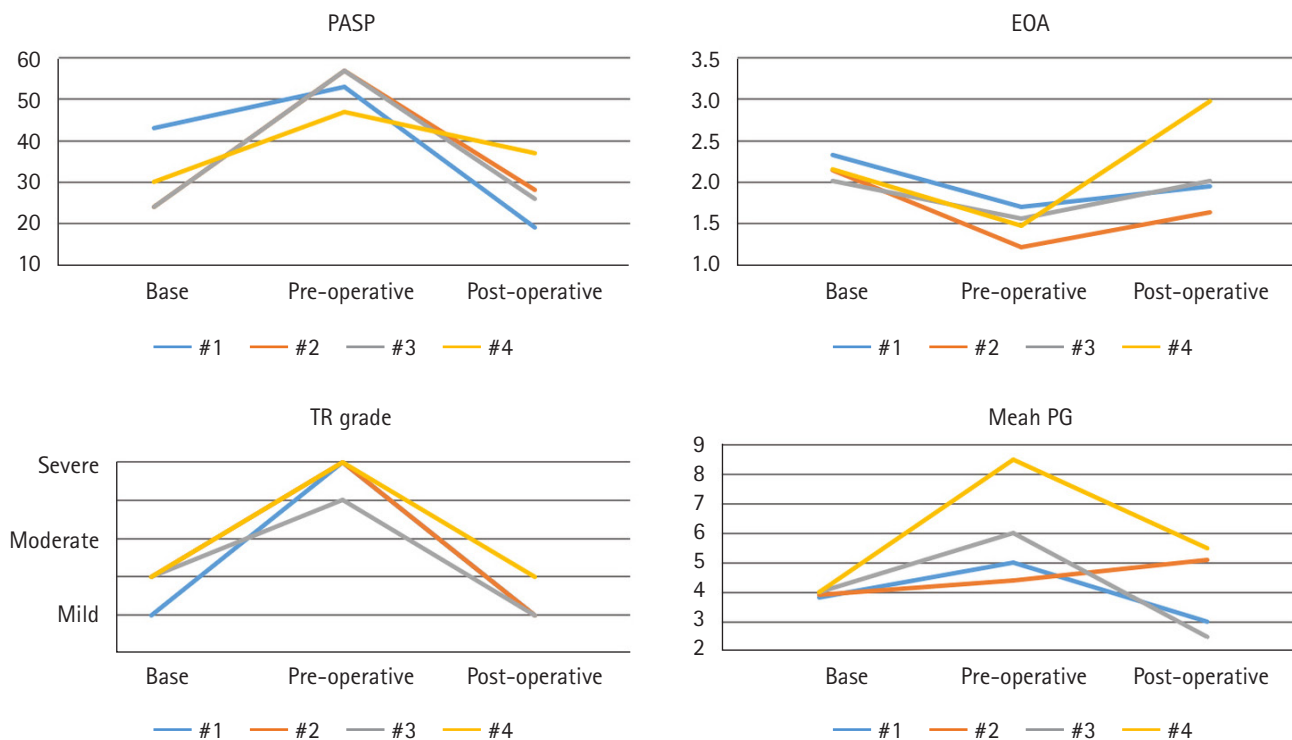 PASP
60
50
40
30
20
10
Base Pre-operative Post-operative
#1 #2 #3 #4
EOA
3.5
3.0
2.5
2.0
1.5
1.0
Base Pre-operative Post-operative
#1 #2 #3 #4
TR grade
Severe
Moderate
Mild
Base Pre-operative Post-operative
#1 #2 #3 #4
Meah PG
9
8
7
6
5
4
3
2
Base Pre-operative Post-operative
#1 #2 #3 #4